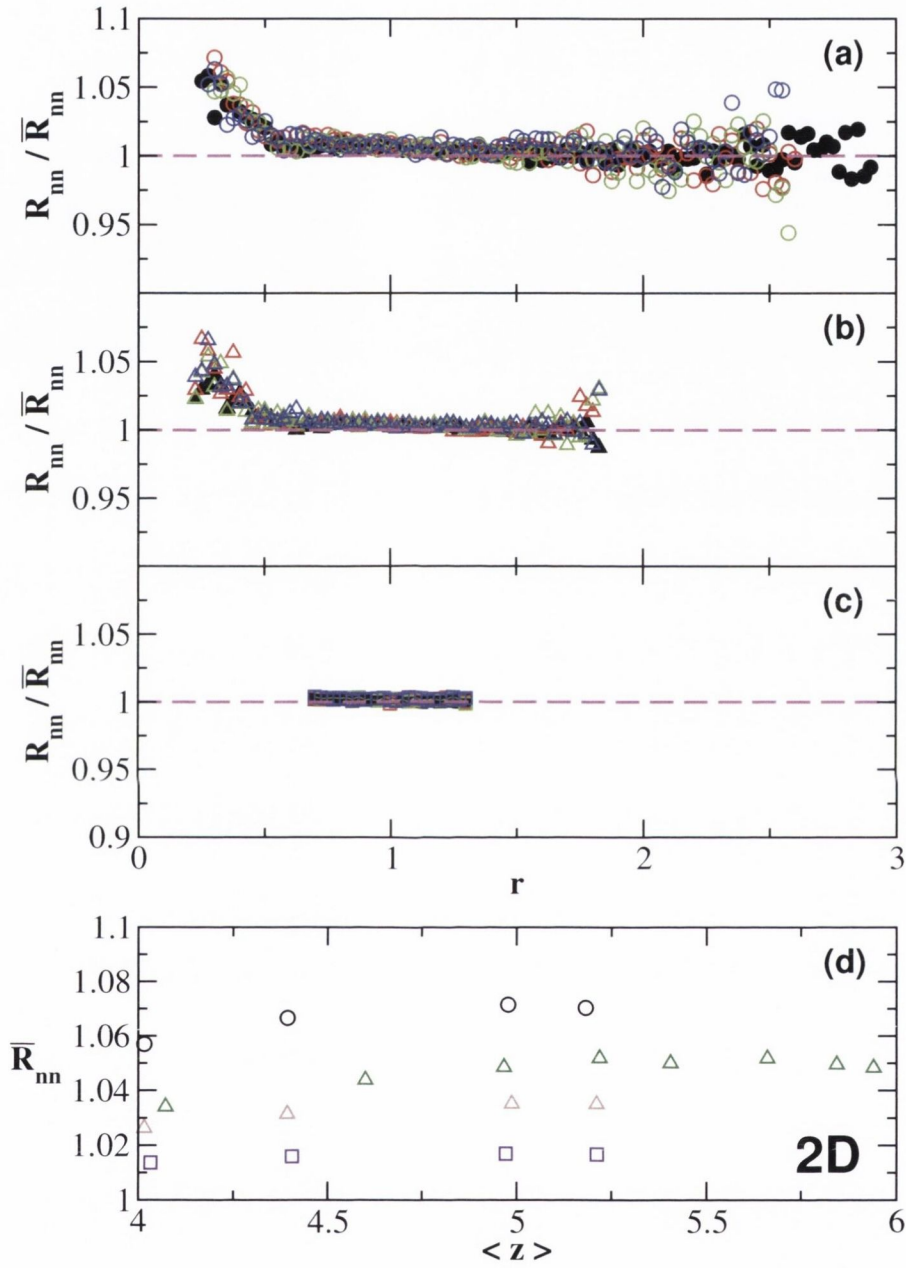 1.1
(a)
1.05
1
0.95
R_nn / R̅_nn
(b)
1.05
1
0.95
R_nn / R̅_nn
(c)
1.05
1
0.95
0.9
R_nn / R̅_nn
0 1 2 3
r
1.1
(d)
1.08
1.06
1.04
1.02
1
R̅_nn
2D
4 4.5 5 5.5 6
< z >